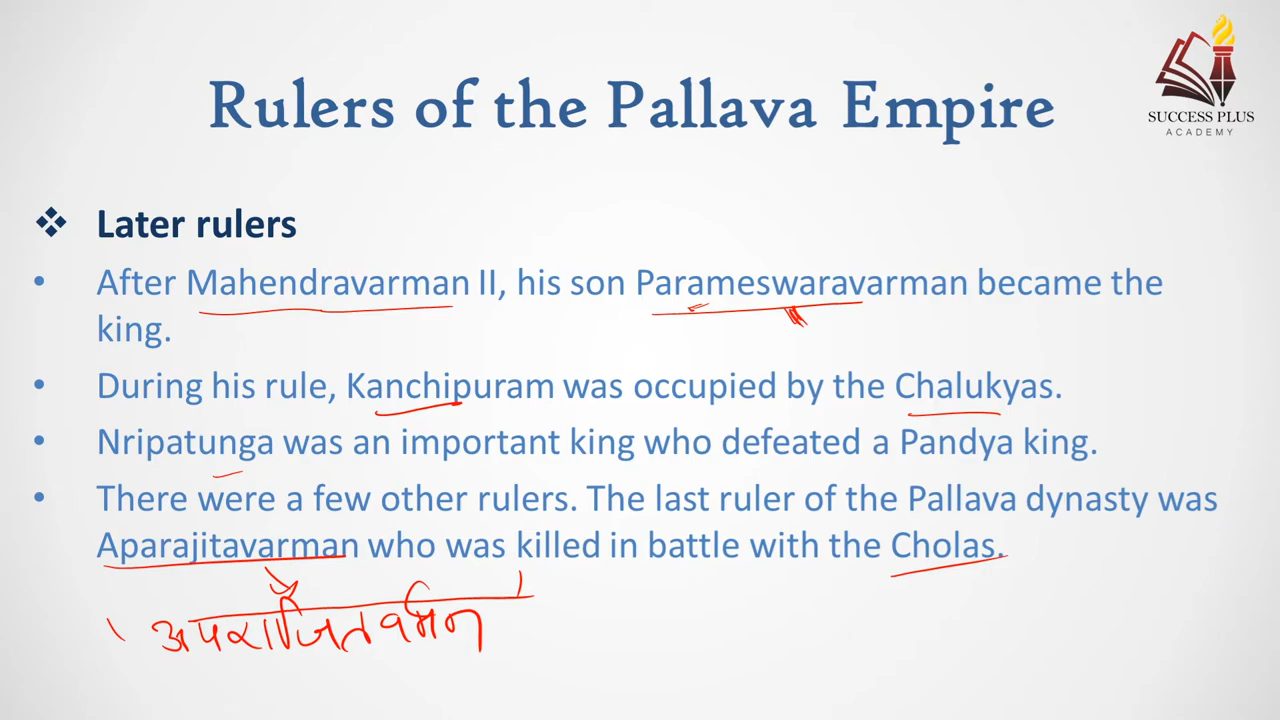 Rulers of the Pallava Empire
SUCCESS PLUS
ACADEMY
❖ Later rulers
• After Mahendravarman II, his son Parameswaravarman became the
king.
• During his rule, Kanchipuram was occupied by the Chalukyas.
• Nripatunga was an important king who defeated a Pandya king.
• There were a few other rulers. The last ruler of the Pallava dynasty was
Aparajitavarman who was killed in battle with the Cholas.
अपराजितवर्मन